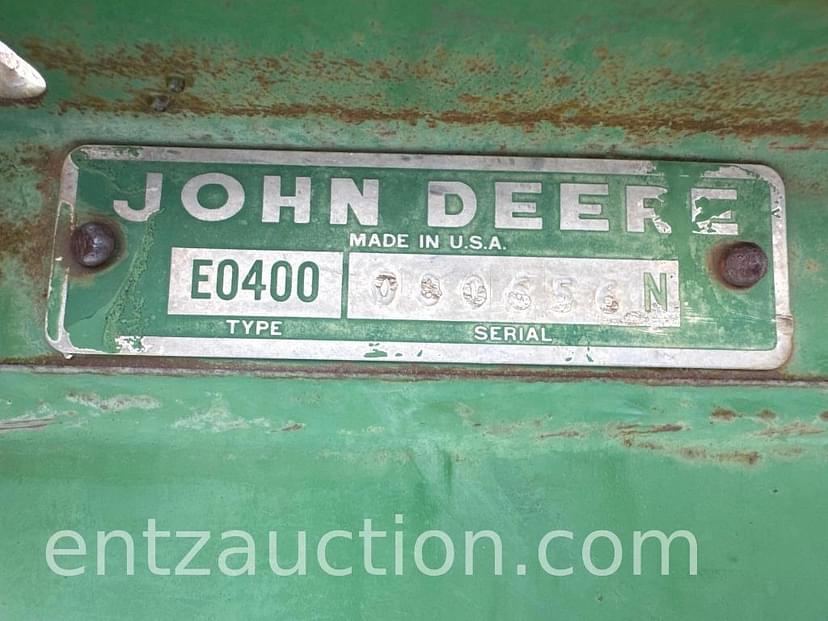 JOHN DEERE
MADE IN U.S.A.
E0400 N
TYPE SERIAL
entzauction.com